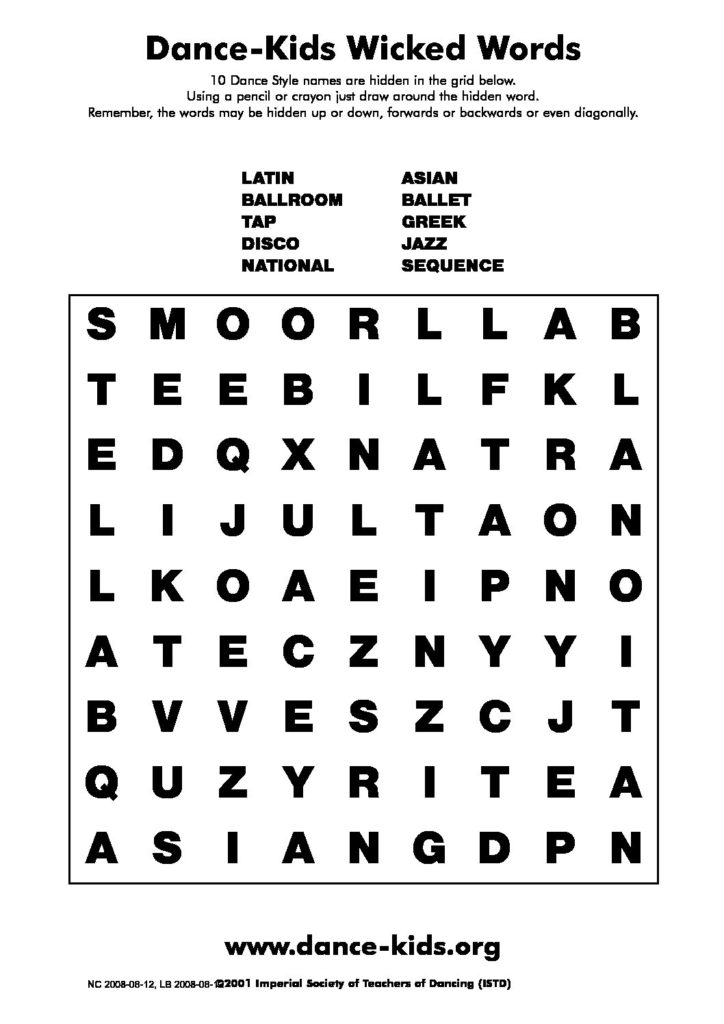 Dance-Kids Wicked Words
10 Dance Style names are hidden in the grid below.
Using a pencil or crayon just draw around the hidden word.
Remember, the words may be hidden up or down, forwards or backwards or even diagonally.
LATIN ASIAN
BALLROOM BALLET
TAP GREEK
DISCO JAZZ
NATIONAL SEQUENCE
S M O O R L L A B
T E E B I L F K L
E D Q X N A T R A
L I J U L T A O N
L K O A E I P N O
A T E C Z N Y Y I
B V V E S Z C J T
Q U Z Y R I T E A
A S I A N G D P N
www.dance-kids.org
NC 2008-08-12, LB 2008-08-1 ©2001 Imperial Society of Teachers of Dancing (ISTD)